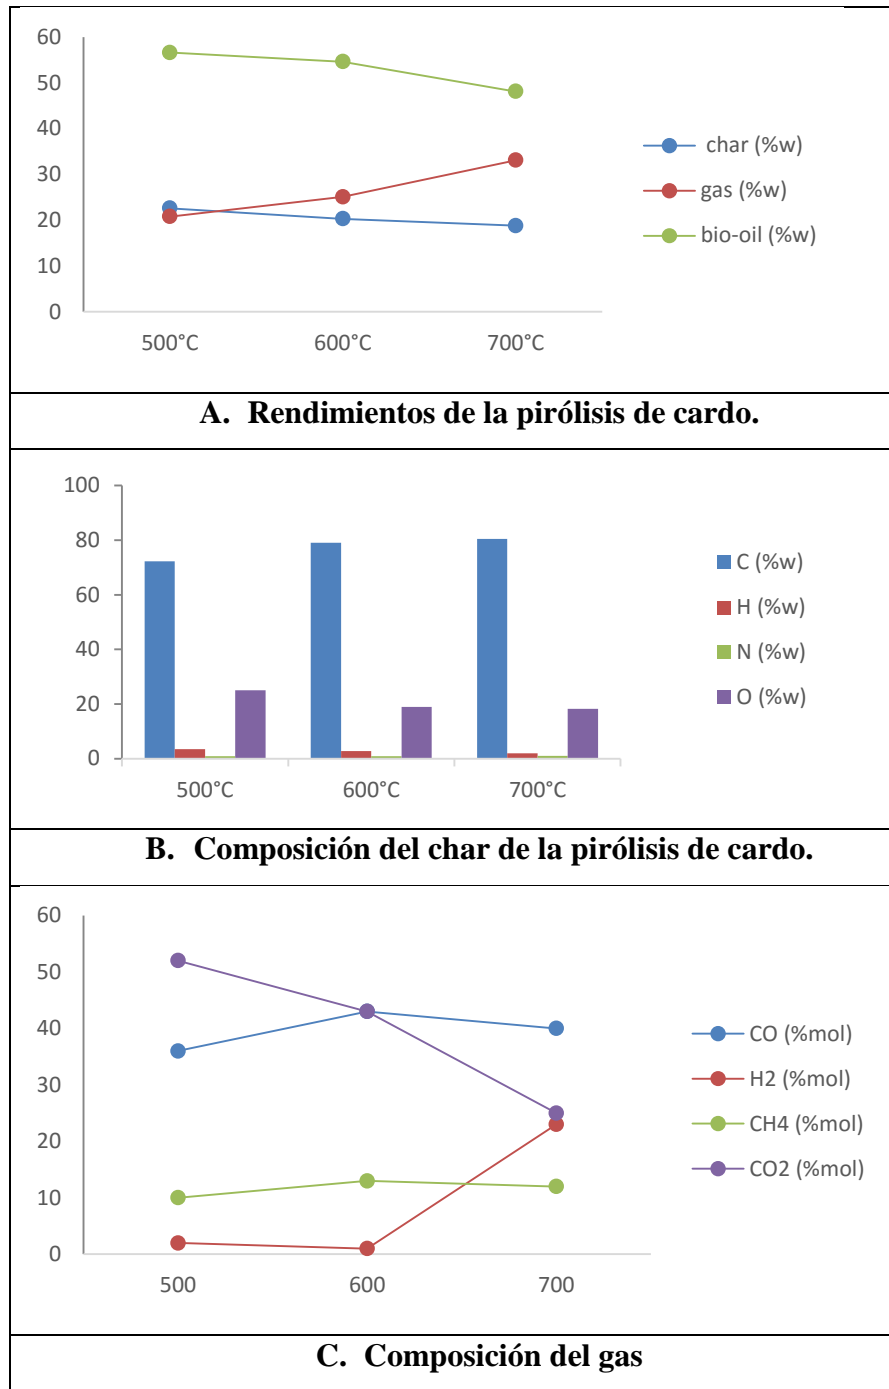 60
50
40
30
20
10
0
500°C 600°C 700°C
char (%w)
gas (%w)
bio-oil (%w)
A. Rendimientos de la pirólisis de cardo.
100
80
60
40
20
0
500°C 600°C 700°C
C (%w)
H (%w)
N (%w)
O (%w)
B. Composición del char de la pirólisis de cardo.
60
50
40
30
20
10
0
500 600 700
CO (%mol)
H2 (%mol)
CH4 (%mol)
CO2 (%mol)
C. Composición del gas